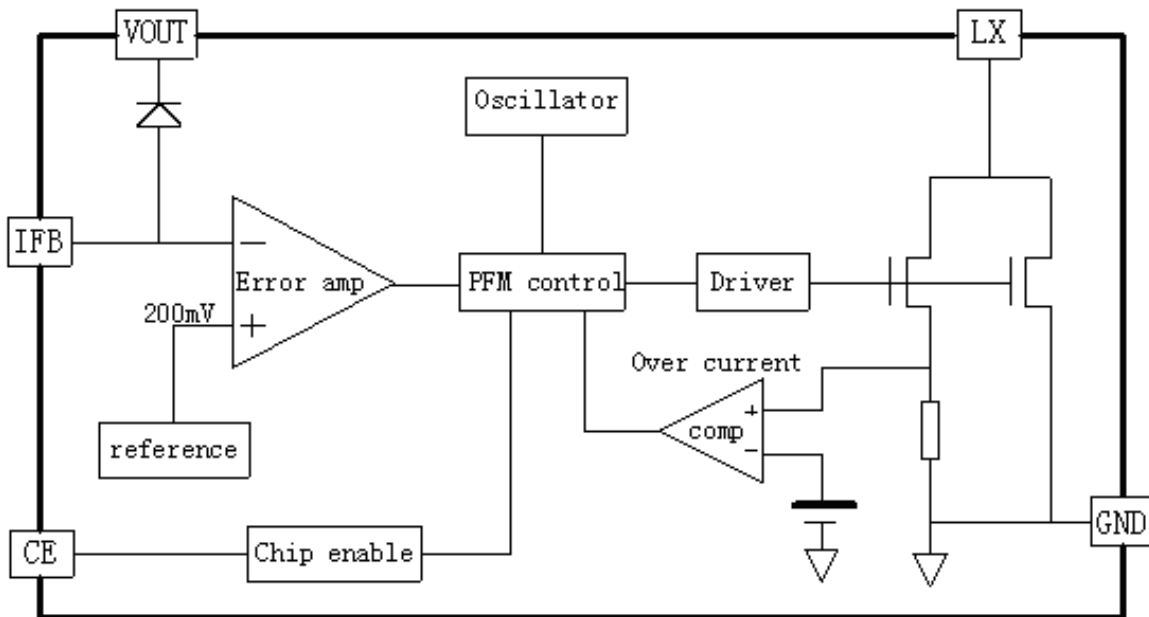 VOUT
LX
Oscillator
IFB
−
Error amp
PFM control
Driver
200mV
+
Over current
+
comp
−
reference
GND
CE
Chip enable